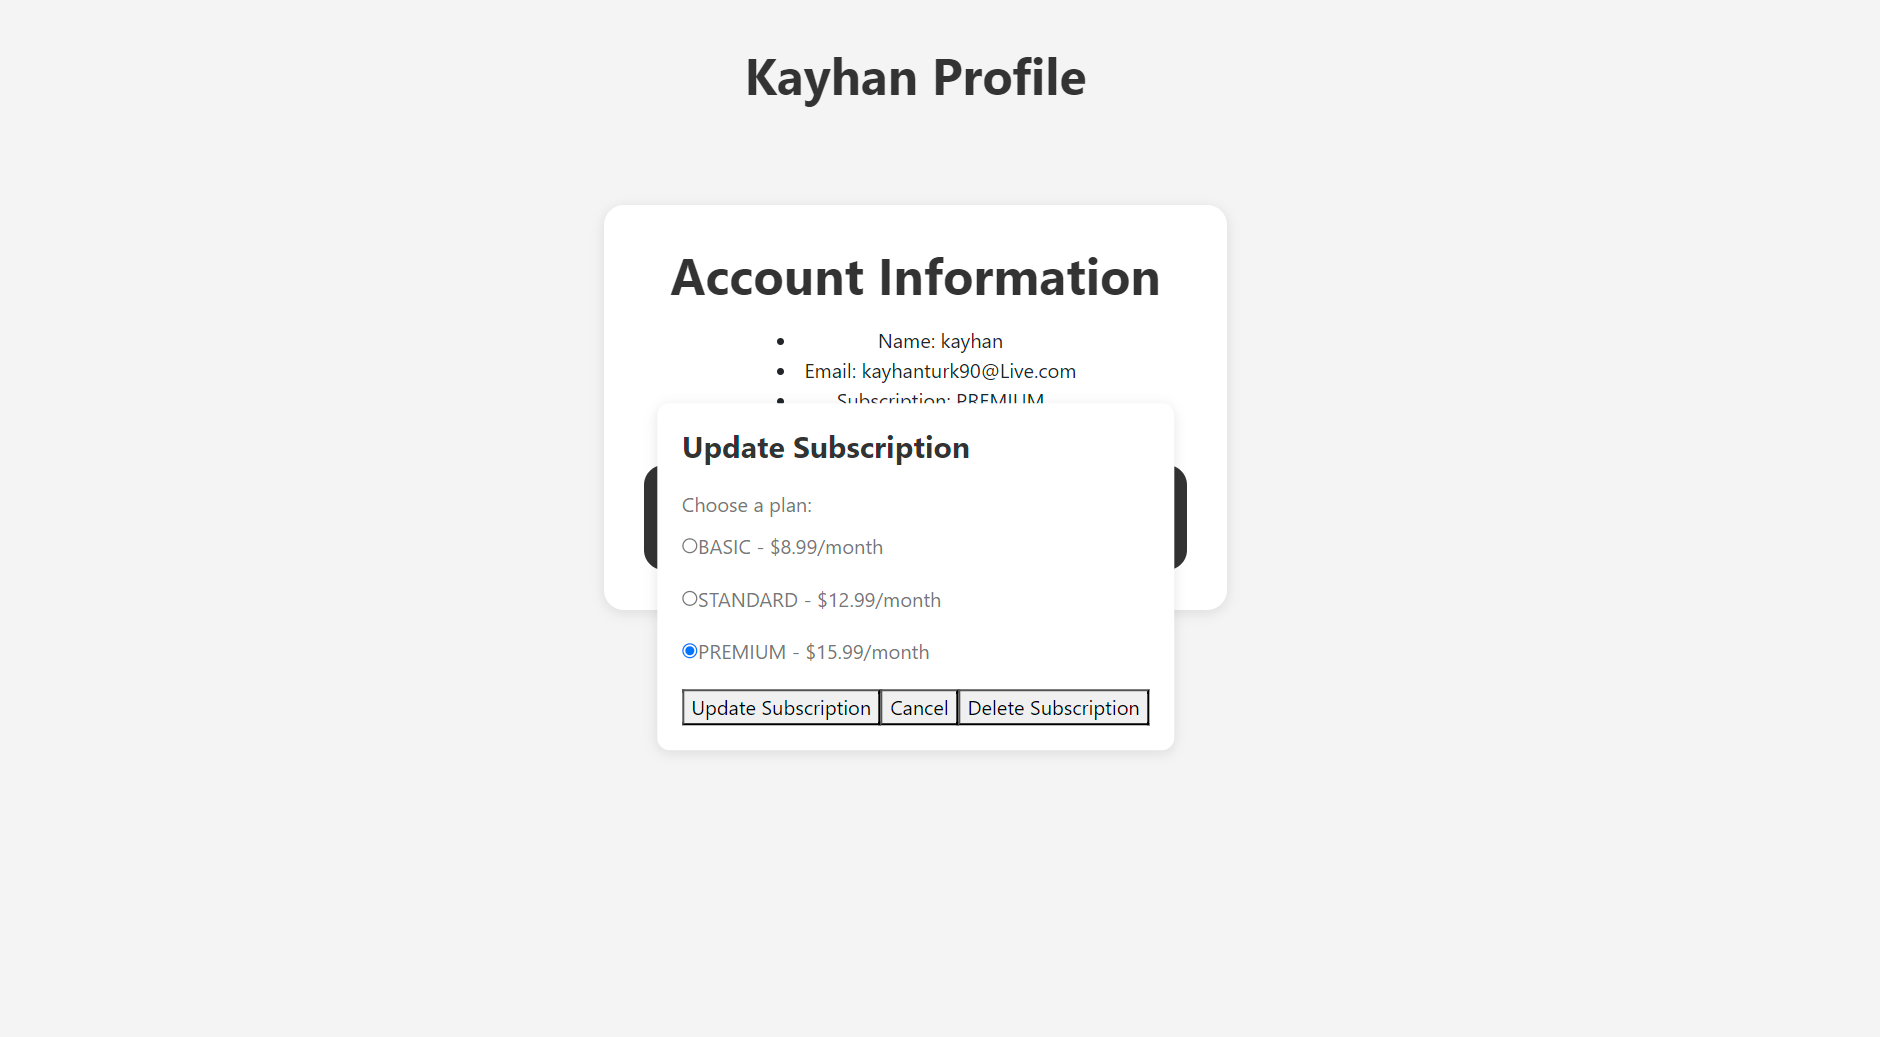 Kayhan Profile
Account Information
Name: kayhan
Email: kayhanturk90@Live.com
Subscription: PREMIUM
Update Subscription
Choose a plan:
BASIC - $8.99/month
STANDARD - $12.99/month
PREMIUM - $15.99/month
Update Subscription Cancel Delete Subscription